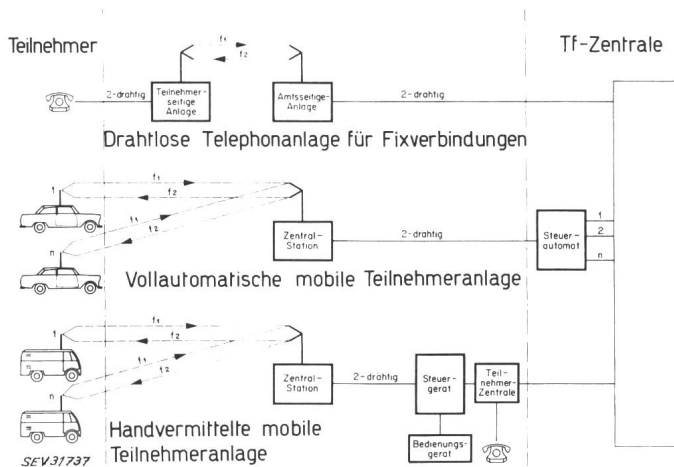 Teilnehmer
Tf-Zentrale
f1
f2
2-drahtig
Teilnehmer-
seitige
Anlage
Amtsseitige-
Anlage
2-drahtig
Drahtlose Telephonanlage für Fixverbindungen
1
f1
f2
f1
f2
n
Zentral-
Station
2-drahtig
Steuer-
automat
1
2
n
Vollautomatische mobile Teilnehmeranlage
1
f1
f2
f1
f2
n
Zentral-
Station
2-drähtig
Steuer-
gerät
Teil-
nehmer-
Zentrale
Bedienungs-
gerät
Handvermittelte mobile
Teilnehmeranlage
SEV31737